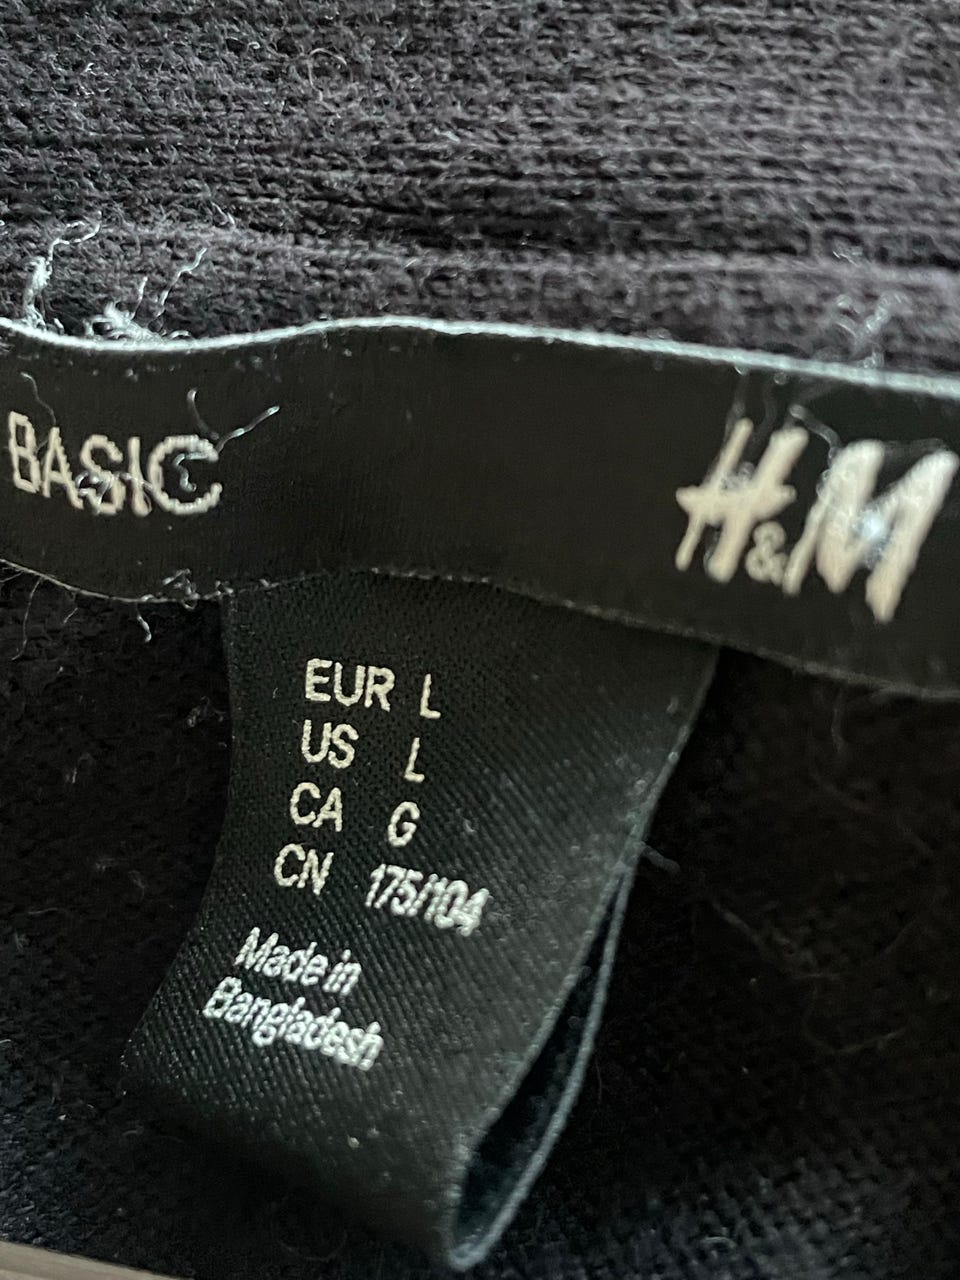 BASIC
H&M
EUR L
US L
CA G
CN 175/104
Made in
Bangladesh